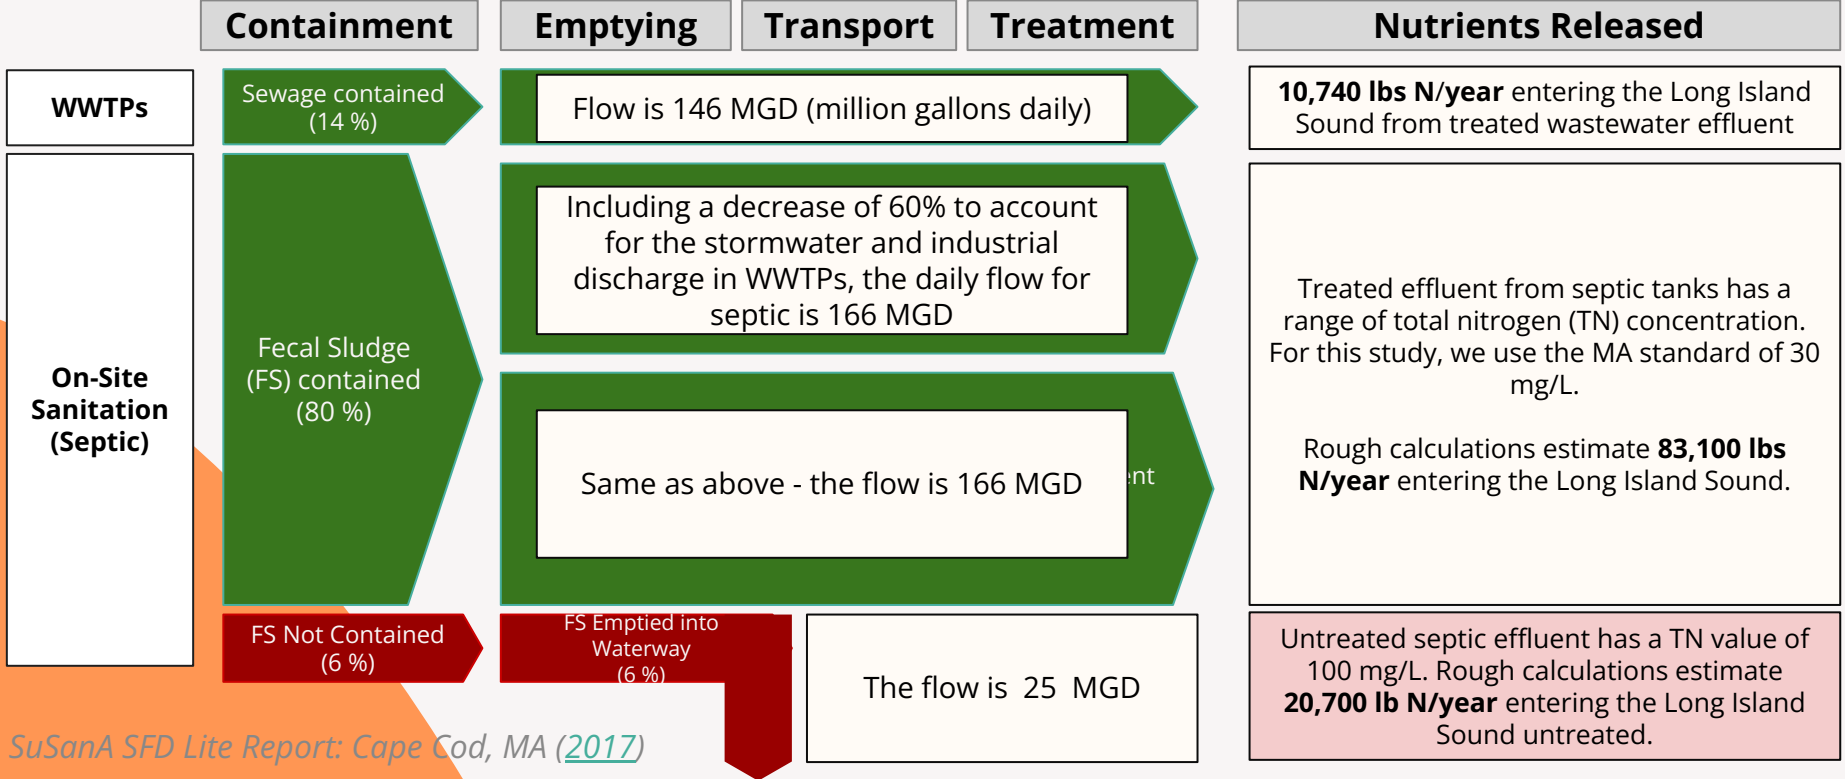 Containment
Emptying
Transport
Treatment
Nutrients Released
WWTPs
Sewage contained
(14 %)
Flow is 146 MGD (million gallons daily)
10,740 lbs N/year entering the Long Island
Sound from treated wastewater effluent
On-Site
Sanitation
(Septic)
Fecal Sludge
(FS) contained
(80 %)
Including a decrease of 60% to account
for the stormwater and industrial
discharge in WWTPs, the daily flow for
septic is 166 MGD
Same as above - the flow is 166 MGD
Treated effluent from septic tanks has a
range of total nitrogen (TN) concentration.
For this study, we use the MA standard of 30
mg/L.
Rough calculations estimate 83,100 lbs
N/year entering the Long Island Sound.
FS Not Contained
(6 %)
FS Emptied into
Waterway
(6 %)
The flow is 25 MGD
Untreated septic effluent has a TN value of
100 mg/L. Rough calculations estimate
20,700 lb N/year entering the Long Island
Sound untreated.
SuSanA SFD Lite Report: Cape Cod, MA (2017)